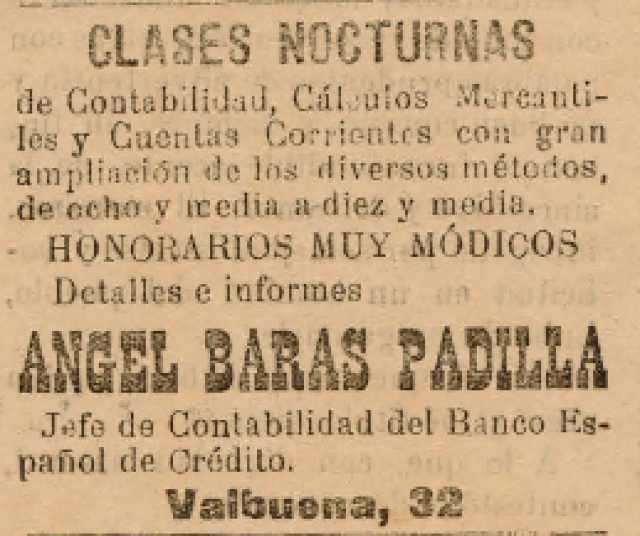 CLASES NOCTURNAS
de Contabilidad, Cálculos Mercanti-
les y Cuentas Corrientes con gran
ampliación de los diversos métodos,
de ocho y media a diez y media.
- HONORARIOS MUY MÓDICOS
Detalles e informes
ANGEL BARAS PADILLA
Jefe de Contabilidad del Banco Es-
pañol de Crédito.
Valbuena, 32